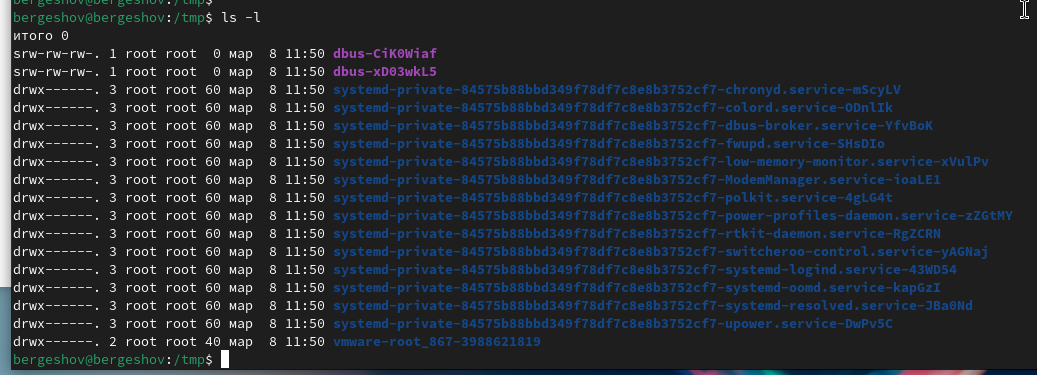 bergeshov@bergeshov:/tmp$
bergeshov@bergeshov:/tmp$ ls -l
итого 0
srw-rw-rw-. 1 root root  0 мар  8 11:50 dbus-CiK0Wiaf
srw-rw-rw-. 1 root root  0 мар  8 11:50 dbus-xD03wkL5
drwx------. 3 root root 60 мар  8 11:50 systemd-private-84575b88bbd349f78df7c8e8b3752cf7-chronyd.service-mScyLV
drwx------. 3 root root 60 мар  8 11:50 systemd-private-84575b88bbd349f78df7c8e8b3752cf7-colord.service-ODnlIk
drwx------. 3 root root 60 мар  8 11:50 systemd-private-84575b88bbd349f78df7c8e8b3752cf7-dbus-broker.service-YfvBoK
drwx------. 3 root root 60 мар  8 11:50 systemd-private-84575b88bbd349f78df7c8e8b3752cf7-fwupd.service-SHsDIo
drwx------. 3 root root 60 мар  8 11:50 systemd-private-84575b88bbd349f78df7c8e8b3752cf7-low-memory-monitor.service-xVulPv
drwx------. 3 root root 60 мар  8 11:50 systemd-private-84575b88bbd349f78df7c8e8b3752cf7-ModemManager.service-ioaLE1
drwx------. 3 root root 60 мар  8 11:50 systemd-private-84575b88bbd349f78df7c8e8b3752cf7-polkit.service-4gLG4t
drwx------. 3 root root 60 мар  8 11:50 systemd-private-84575b88bbd349f78df7c8e8b3752cf7-power-profiles-daemon.service-zZGtMY
drwx------. 3 root root 60 мар  8 11:50 systemd-private-84575b88bbd349f78df7c8e8b3752cf7-rtkit-daemon.service-RgZCRN
drwx------. 3 root root 60 мар  8 11:50 systemd-private-84575b88bbd349f78df7c8e8b3752cf7-switcheroo-control.service-yAGNaj
drwx------. 3 root root 60 мар  8 11:50 systemd-private-84575b88bbd349f78df7c8e8b3752cf7-systemd-logind.service-43WD54
drwx------. 3 root root 60 мар  8 11:50 systemd-private-84575b88bbd349f78df7c8e8b3752cf7-systemd-oomd.service-kapGzI
drwx------. 3 root root 60 мар  8 11:50 systemd-private-84575b88bbd349f78df7c8e8b3752cf7-systemd-resolved.service-JBa0Nd
drwx------. 3 root root 60 мар  8 11:50 systemd-private-84575b88bbd349f78df7c8e8b3752cf7-upower.service-DwPv5C
drwx------. 2 root root 40 мар  8 11:50 vmware-root_867-3988621819
bergeshov@bergeshov:/tmp$